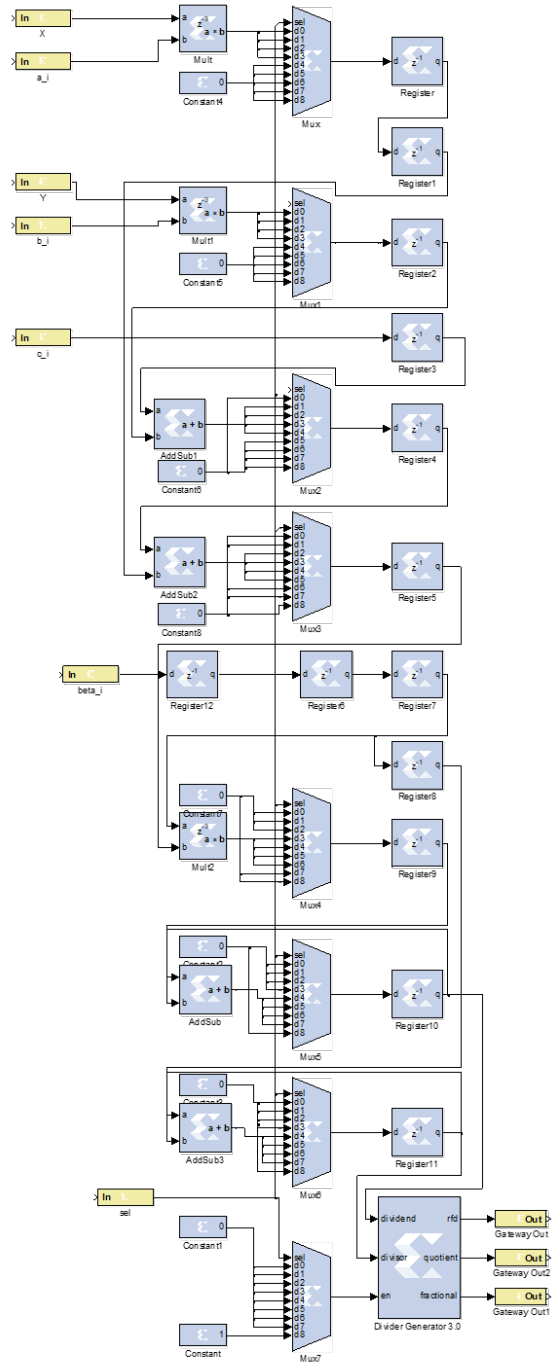 In
X
In
a_i
a
b
z-3
a × b
Mult
0
Constant4
sel
d0
d1
d2
d3
d4
d5
d6
d7
d8
Mux
d z-1 q
Register
d z-1 q
Register1
In
Y
In
b_i
a
b
z-3
a × b
Mult1
0
Constant5
sel
d0
d1
d2
d3
d4
d5
d6
d7
d8
Mux1
d z-1 q
Register2
In
c_i
d z-1 q
Register3
a
b
a + b
AddSub1
0
Constant6
sel
d0
d1
d2
d3
d4
d5
d6
d7
d8
Mux2
d z-1 q
Register4
a
b
a + b
AddSub2
0
Constant8
sel
d0
d1
d2
d3
d4
d5
d6
d7
d8
Mux3
d z-1 q
Register5
In
beta_i
d z-1 q
Register12
d z-1 q
Register6
d z-1 q
Register7
d z-1 q
Register8
0
Constant7
a
b
z-3
a × b
Mult2
sel
d0
d1
d2
d3
d4
d5
d6
d7
d8
Mux4
d z-1 q
Register9
0
Constant2
a
b
a + b
AddSub
sel
d0
d1
d2
d3
d4
d5
d6
d7
d8
Mux5
d z-1 q
Register10
0
Constant3
a
b
a + b
AddSub3
sel
d0
d1
d2
d3
d4
d5
d6
d7
d8
Mux6
d z-1 q
Register11
In
sel
0
Constant1
1
Constant
sel
d0
d1
d2
d3
d4
d5
d6
d7
d8
Mux7
dividend rfd
divisor quotient
en fractional
Divider Generator 3.0
Out
Gateway Out
Out
Gateway Out2
Out
Gateway Out1